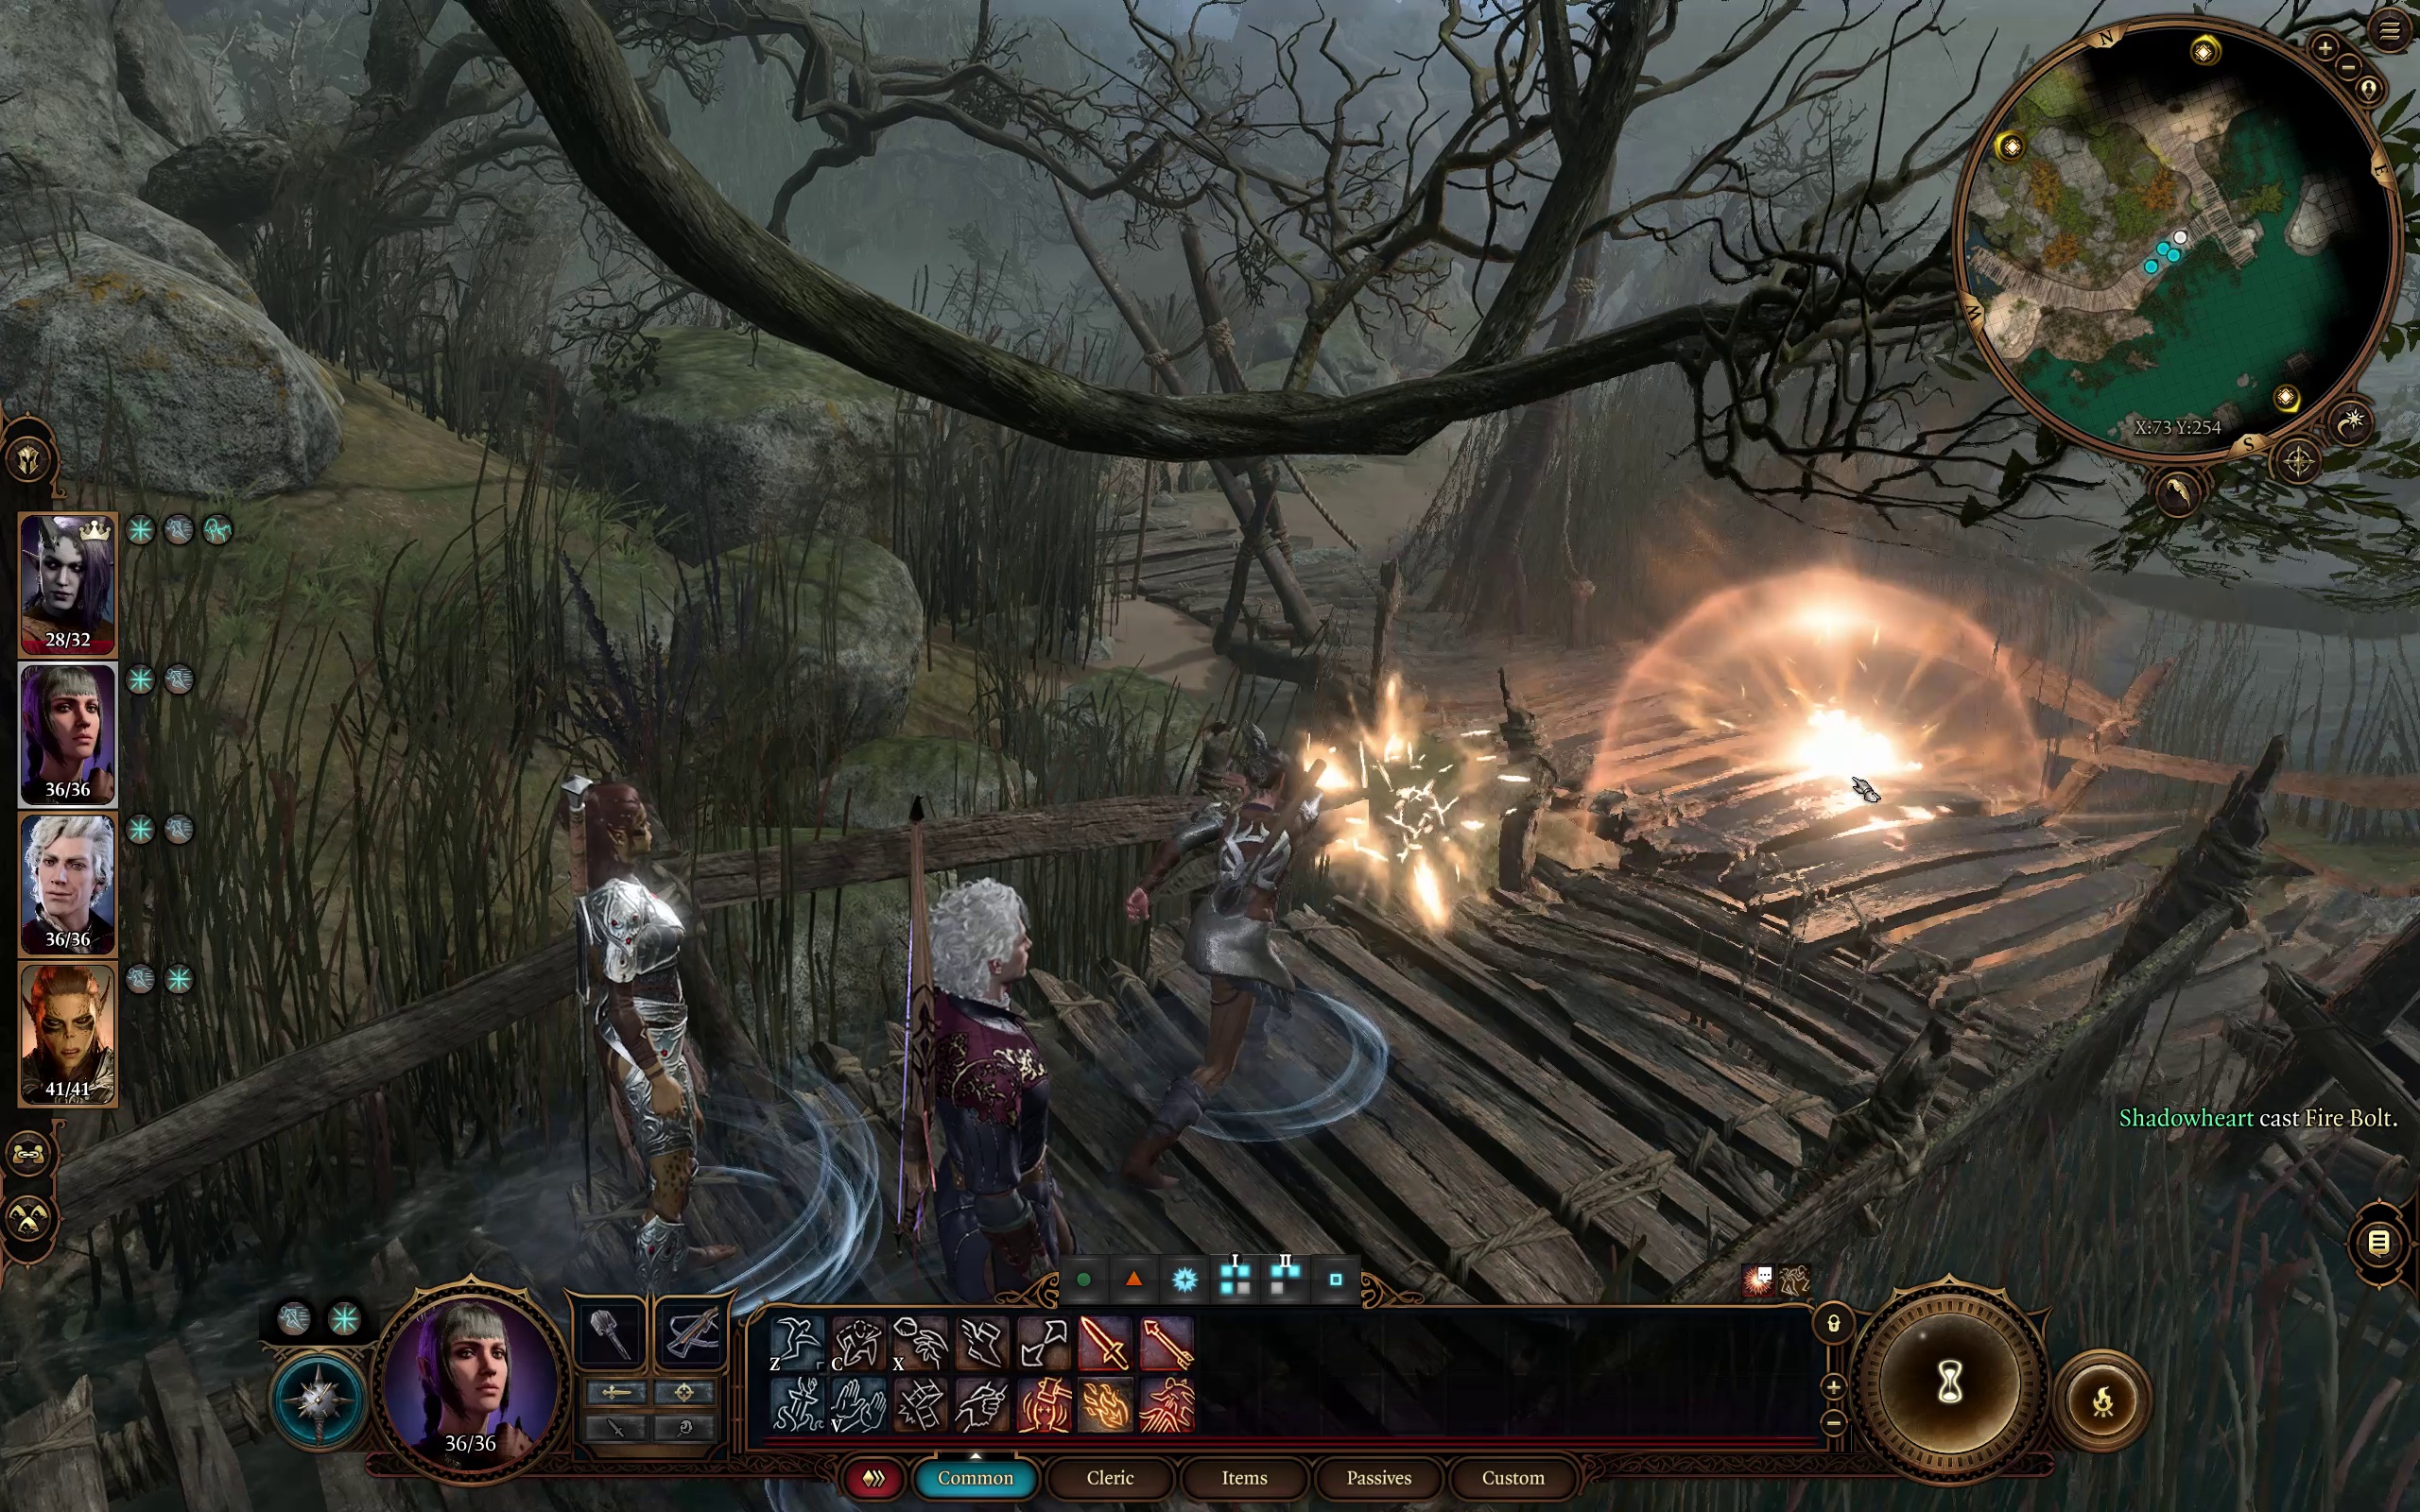 N
E
W
X:73 Y:254
S
28/32
36/36
36/36
41/41
Shadowheart cast Fire Bolt.
I II
Z C X
V
36/36
Common Cleric Items Passives Custom